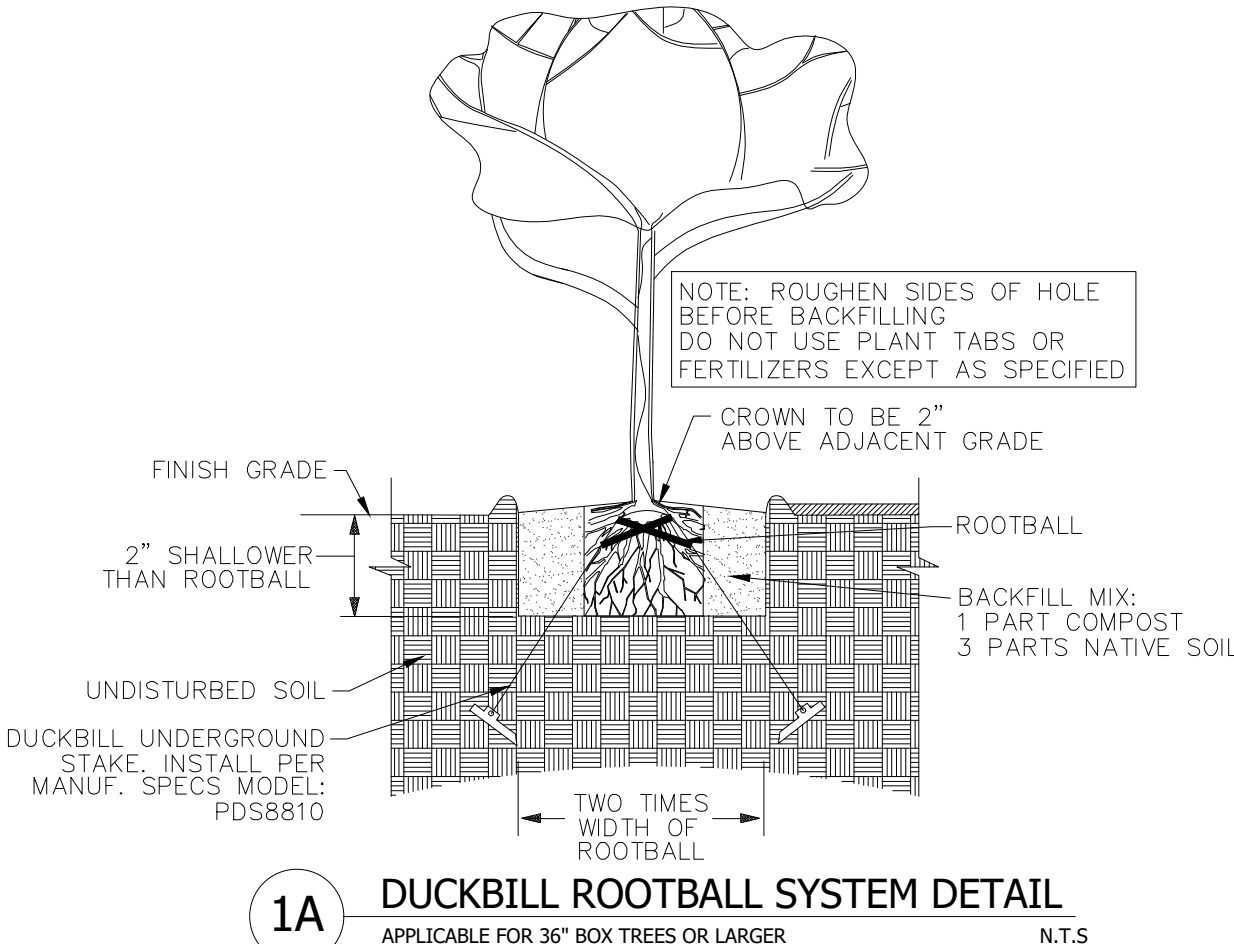 NOTE: ROUGHEN SIDES OF HOLE
BEFORE BACKFILLING
DO NOT USE PLANT TABS OR
FERTILIZERS EXCEPT AS SPECIFIED
CROWN TO BE 2"
ABOVE ADJACENT GRADE
FINISH GRADE
ROOTBALL
2" SHALLOWER
THAN ROOTBALL
BACKFILL MIX:
1 PART COMPOST
3 PARTS NATIVE SOIL
UNDISTURBED SOIL
DUCKBILL UNDERGROUND
STAKE. INSTALL PER
MANUF. SPECS MODEL:
PDS8810
TWO TIMES
WIDTH OF
ROOTBALL
1A
DUCKBILL ROOTBALL SYSTEM DETAIL
APPLICABLE FOR 36" BOX TREES OR LARGER
N.T.S